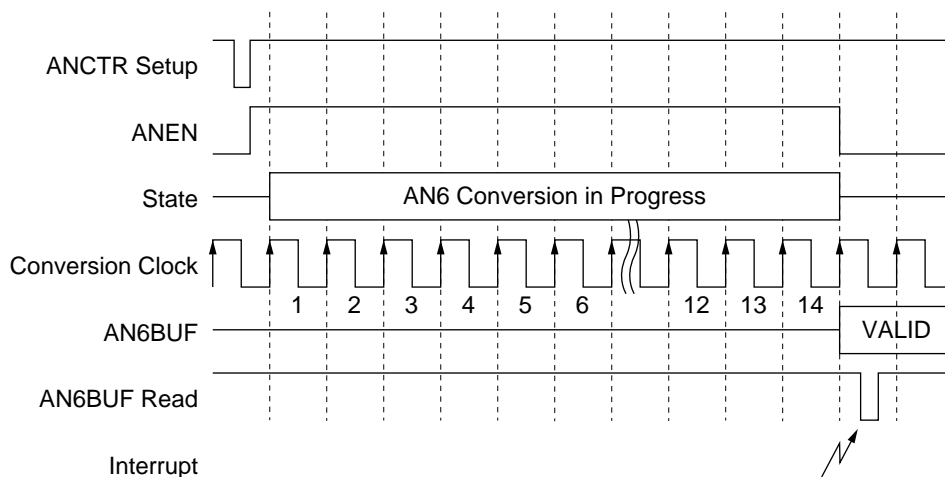 ANCTR Setup
ANEN
State
AN6 Conversion in Progress
Conversion Clock
1 2 3 4 5 6 12 13 14
AN6BUF
VALID
AN6BUF Read
Interrupt